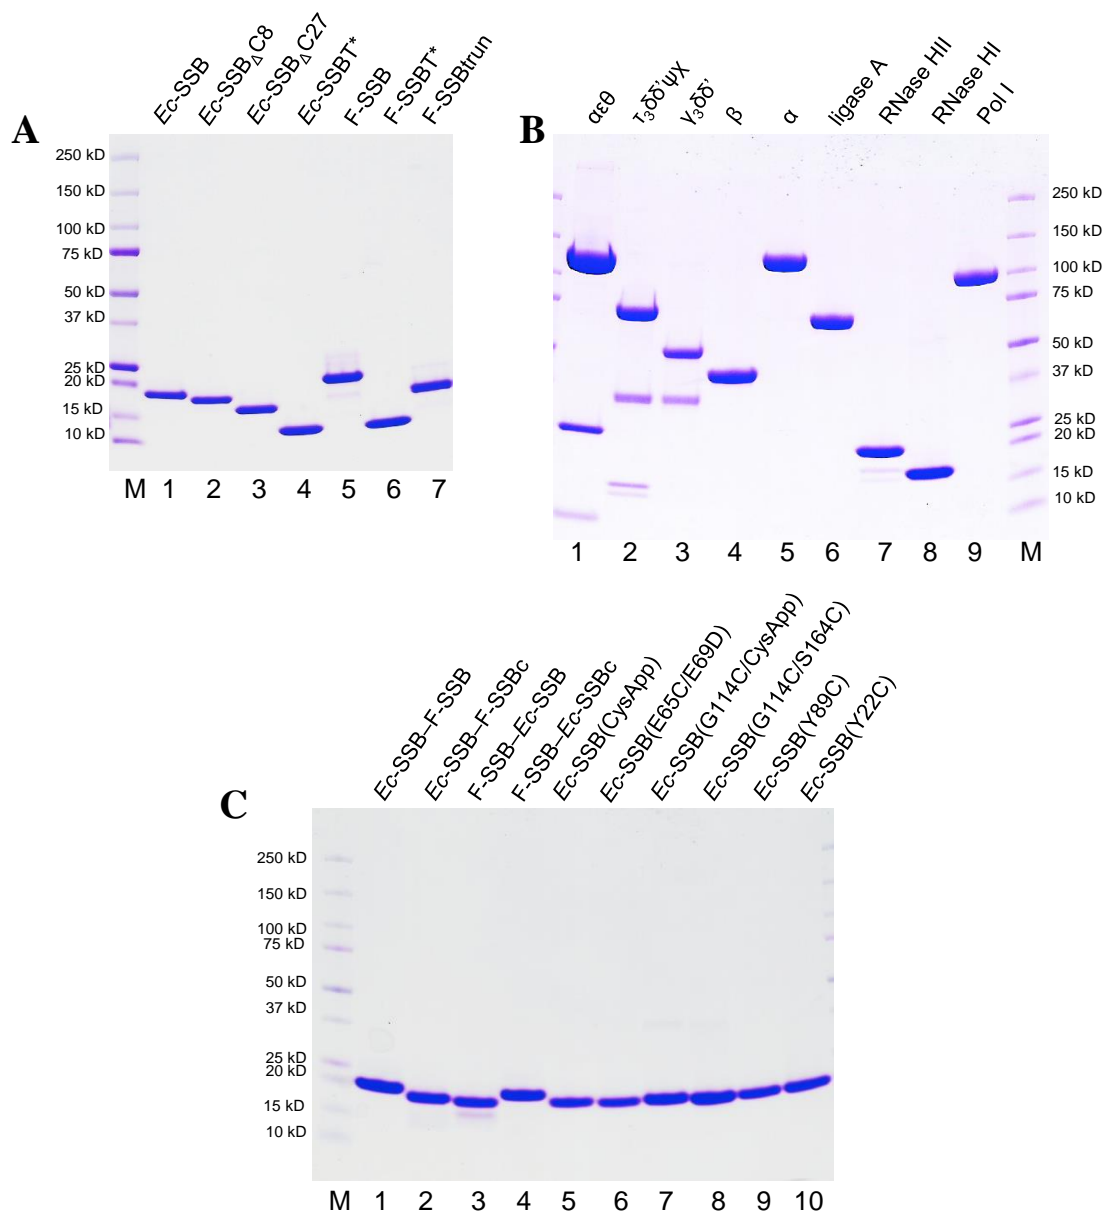 A
Ec-SSB
Ec-SSBΔC8
Ec-SSBΔC27
Ec-SSBT*
F-SSB
F-SSBT*
F-SSBtrun
250 kD
150 kD
100 kD
75 kD
50 kD
37 kD
25 kD
20 kD
15 kD
10 kD
M 1 2 3 4 5 6 7
B
αεθ
τ3δδ'ψχ
γ3δδ'
β
α
ligase A
RNase HII
RNase HI
Pol I
250 kD
150 kD
100 kD
75 kD
50 kD
37 kD
25 kD
20 kD
15 kD
10 kD
1 2 3 4 5 6 7 8 9 M
C
Ec-SSB–F-SSB
Ec-SSB–F-SSBc
F-SSB–Ec-SSB
F-SSB–Ec-SSBc
Ec-SSB(CysApp)
Ec-SSB(E65C/E69D)
Ec-SSB(G114C/CysApp)
Ec-SSB(G114C/S164C)
Ec-SSB(Y89C)
Ec-SSB(Y22C)
250 kD
150 kD
100 kD
75 kD
50 kD
37 kD
25 kD
20 kD
15 kD
10 kD
M 1 2 3 4 5 6 7 8 9 10